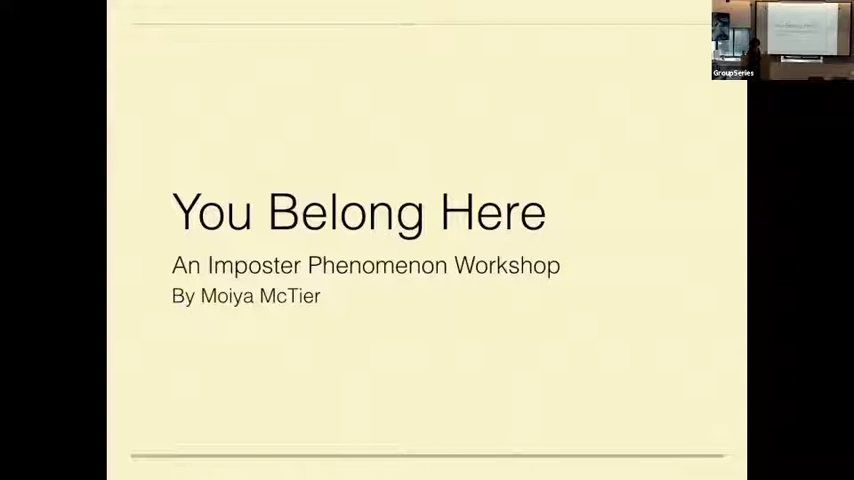 You Belong Here
An Imposter Phenomenon Workshop
By Moiya McTier
GroupSeries